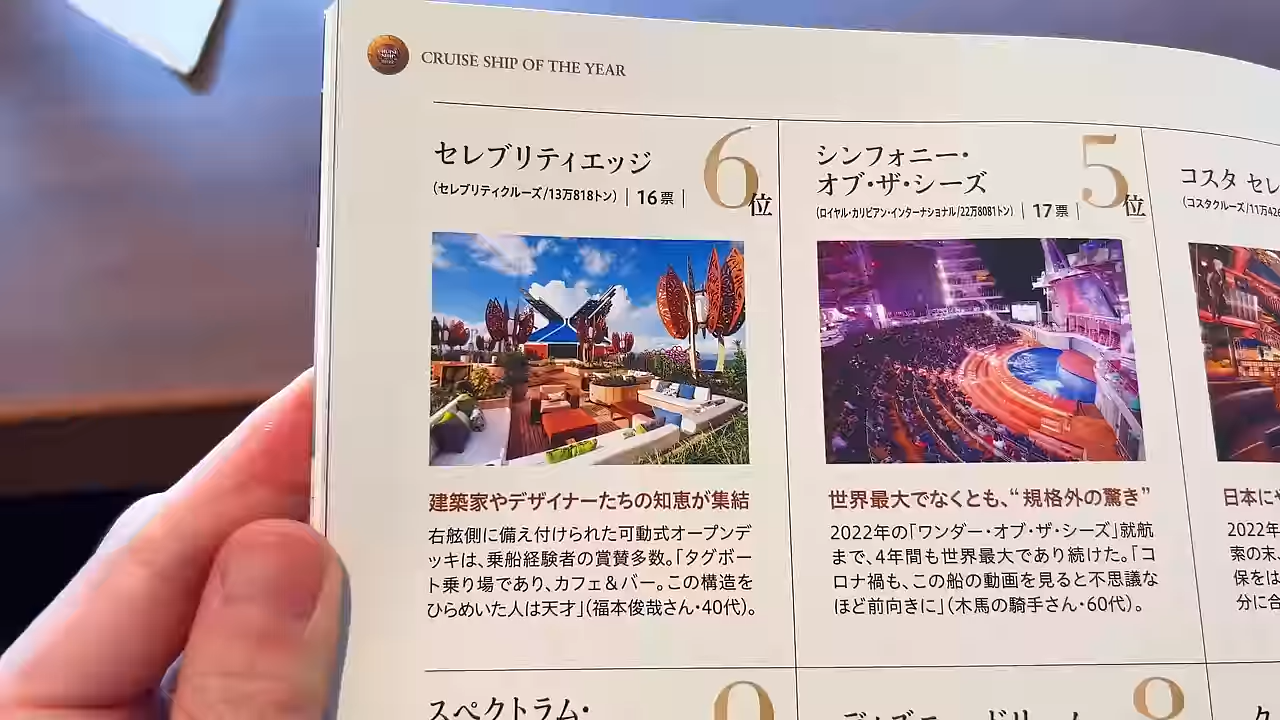 CRUISE SHIP OF THE YEAR
セレブリティエッジ
(セレブリティクルーズ/13万818トン) | 16票 |
6位
建築家やデザイナーたちの知恵が集結
右舷側に備え付けられた可動式オープンデ
ッキは、乗船経験者の賞賛多数。「タグボー
ト乗り場であり、カフェ&バー。この構造を
ひらめいた人は天才」(福本俊哉さん・40代)。
シンフォニー・
オブ・ザ・シーズ
(ロイヤル・カリビアン・インターナショナル/22万8081トン) | 17票 |
5位
世界最大でなくとも、“規格外の驚き”
2022年の「ワンダー・オブ・ザ・シーズ」就航
まで、4年間も世界最大であり続けた。「コ
ロナ禍も、この船の動画を見ると不思議な
ほど前向きに」(木馬の騎手さん・60代)。
コスタ セレ
(コスタクルーズ/11万42
日本に
2022年
索の末
保をは
分に合
スペクトラム・